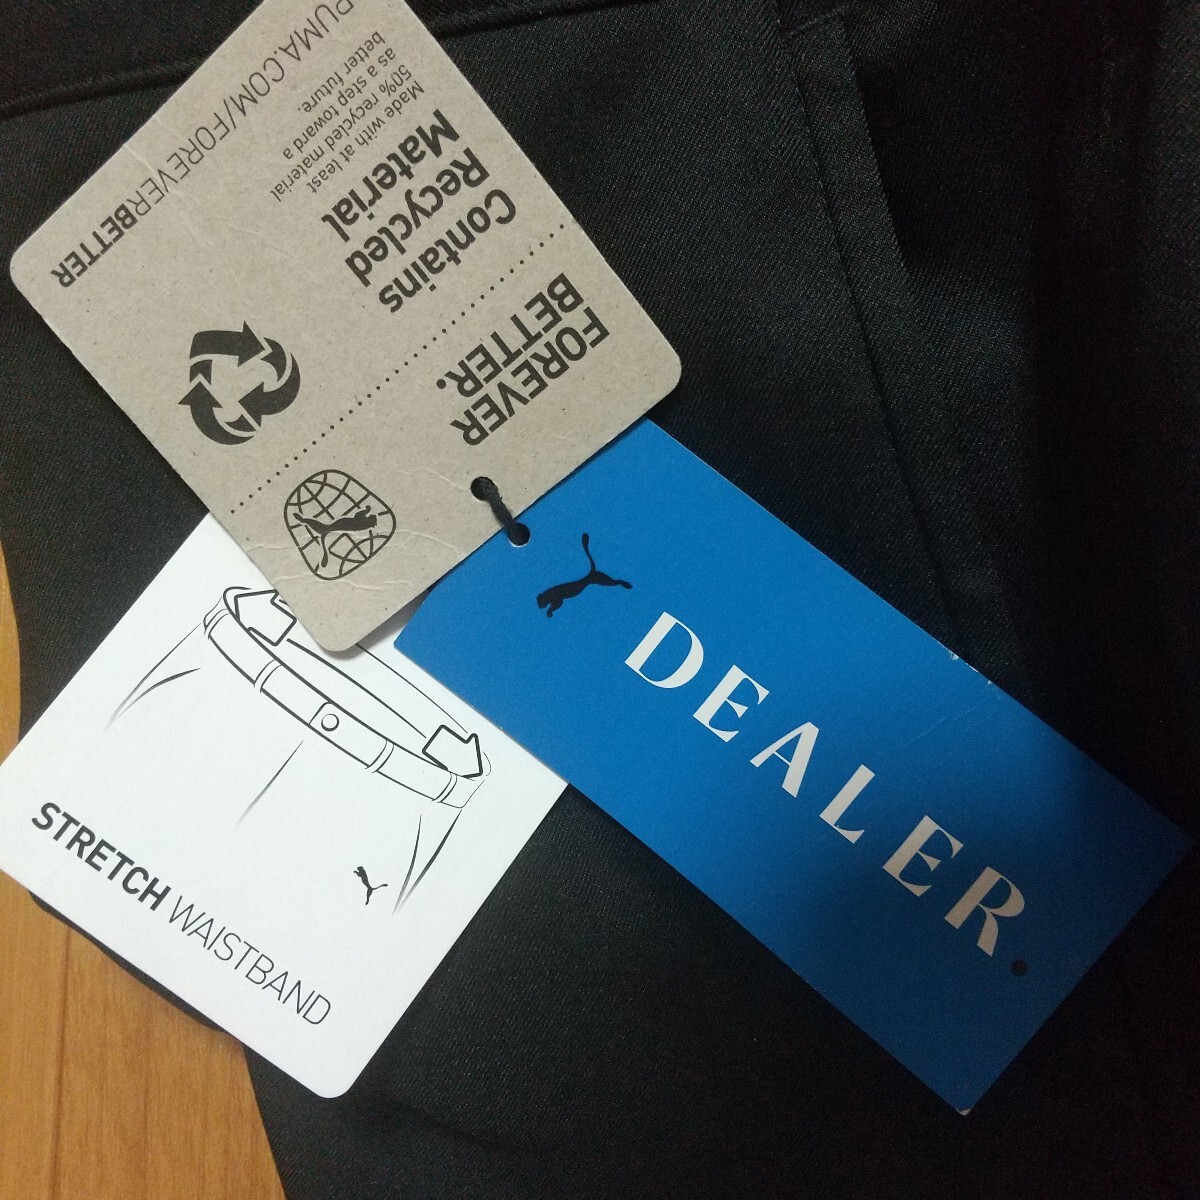 FOREVER
BETTER.
Contains
Recycled
Material
Made with at least
50% recycled material
as a step toward a
better future.
PUMA.COM/FOREVERBETTER
DEALER.
STRETCH WAISTBAND